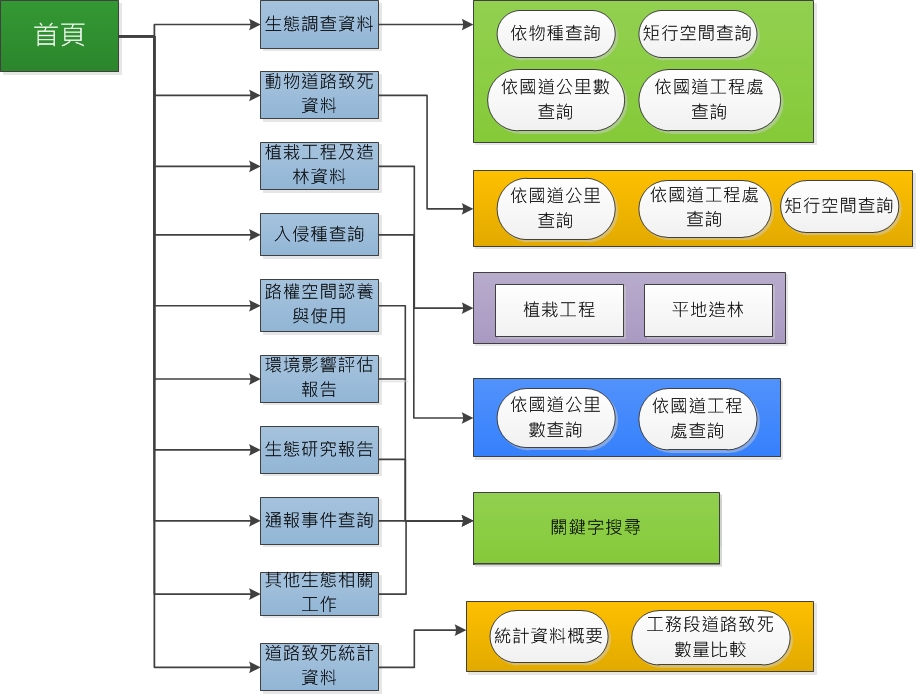 首頁
生態調查資料
動物道路致死
資料
植栽工程及造
林資料
入侵種查詢
路權空間認養
與使用
環境影響評估
報告
生態研究報告
通報事件查詢
其他生態相關
工作
道路致死統計
資料
依物種查詢
矩行空間查詢
依國道公里數
查詢
依國道工程處
查詢
依國道公里
查詢
依國道工程處
查詢
矩行空間查詢
植栽工程
平地造林
依國道公里
數查詢
依國道工程
處查詢
關鍵字搜尋
統計資料概要
工務段道路致死
數量比較